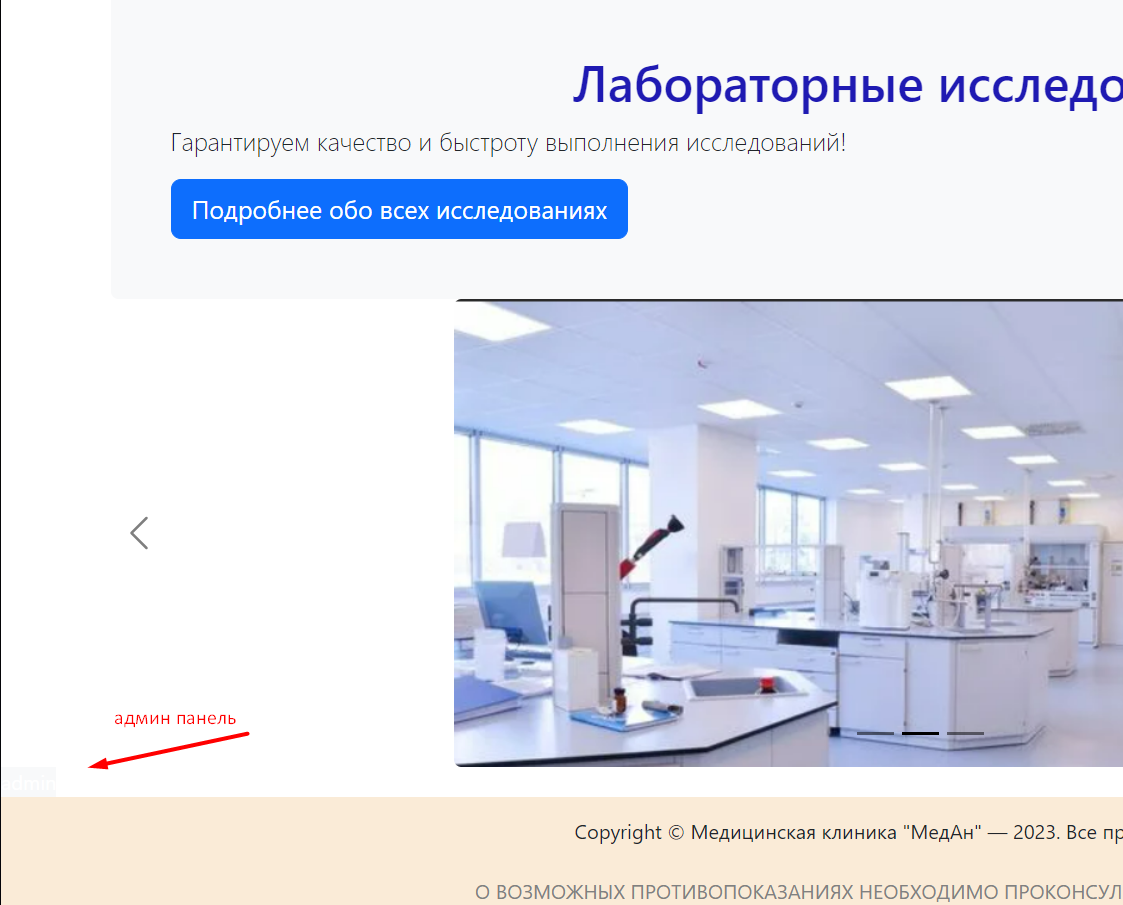 Лабораторные исследо
Гарантируем качество и быстроту выполнения исследований!
Подробнее обо всех исследованиях
админ панель
admin
Copyright © Медицинская клиника "МедАн" — 2023. Все пр
О ВОЗМОЖНЫХ ПРОТИВОПОКАЗАНИЯХ НЕОБХОДИМО ПРОКОНСУЛ